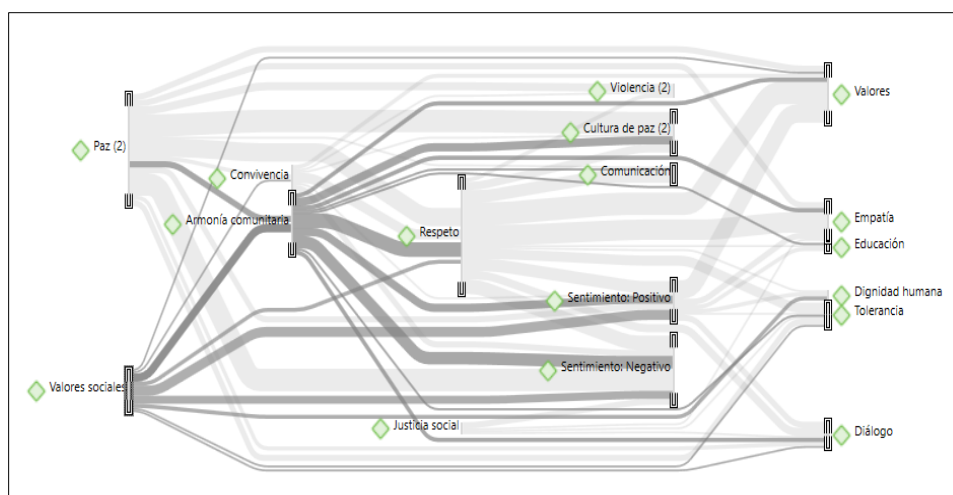 Violencia (2)
Valores
Cultura de paz (2)
Paz (2)
Convivencia
Comunicación
Armonía comunitaria
Respeto
Empatía
Educación
Sentimiento: Positivo
Dignidad humana
Tolerancia
Sentimiento: Negativo
Valores sociales
Justicia social
Diálogo